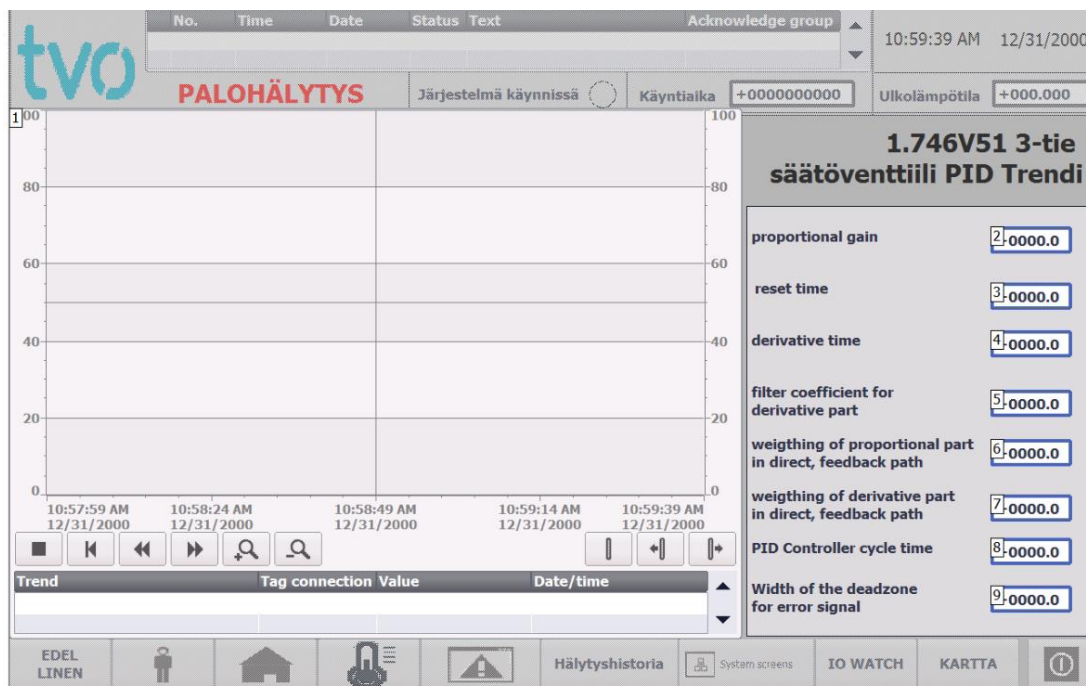 tvo
No. Time Date Status Text Acknowledge group
10:59:39 AM 12/31/2000
PALOHÄLYTYS
Järjestelmä käynnissä
Käyntiaika +0000000000
Ulkolämpötila +000.000
1
00
100
80
80
60
60
40
40
20
20
0
0
10:57:59 AM 10:58:24 AM 10:58:49 AM 10:59:14 AM 10:59:39 AM
12/31/2000 12/31/2000 12/31/2000 12/31/2000 12/31/2000
Trend Tag connection Value Date/time
1.746V51 3-tie
säätöventtiili PID Trendi
proportional gain 2 0000.0
reset time 3 0000.0
derivative time 4 0000.0
filter coefficient for
derivative part 5 0000.0
weigthing of proportional part
in direct, feedback path 6 0000.0
weigthing of derivative part
in direct, feedback path 7 0000.0
PID Controller cycle time 8 0000.0
Width of the deadzone
for error signal 9 0000.0
EDEL
LINEN
Hälytyshistoria
System screens
IO WATCH
KARTTA